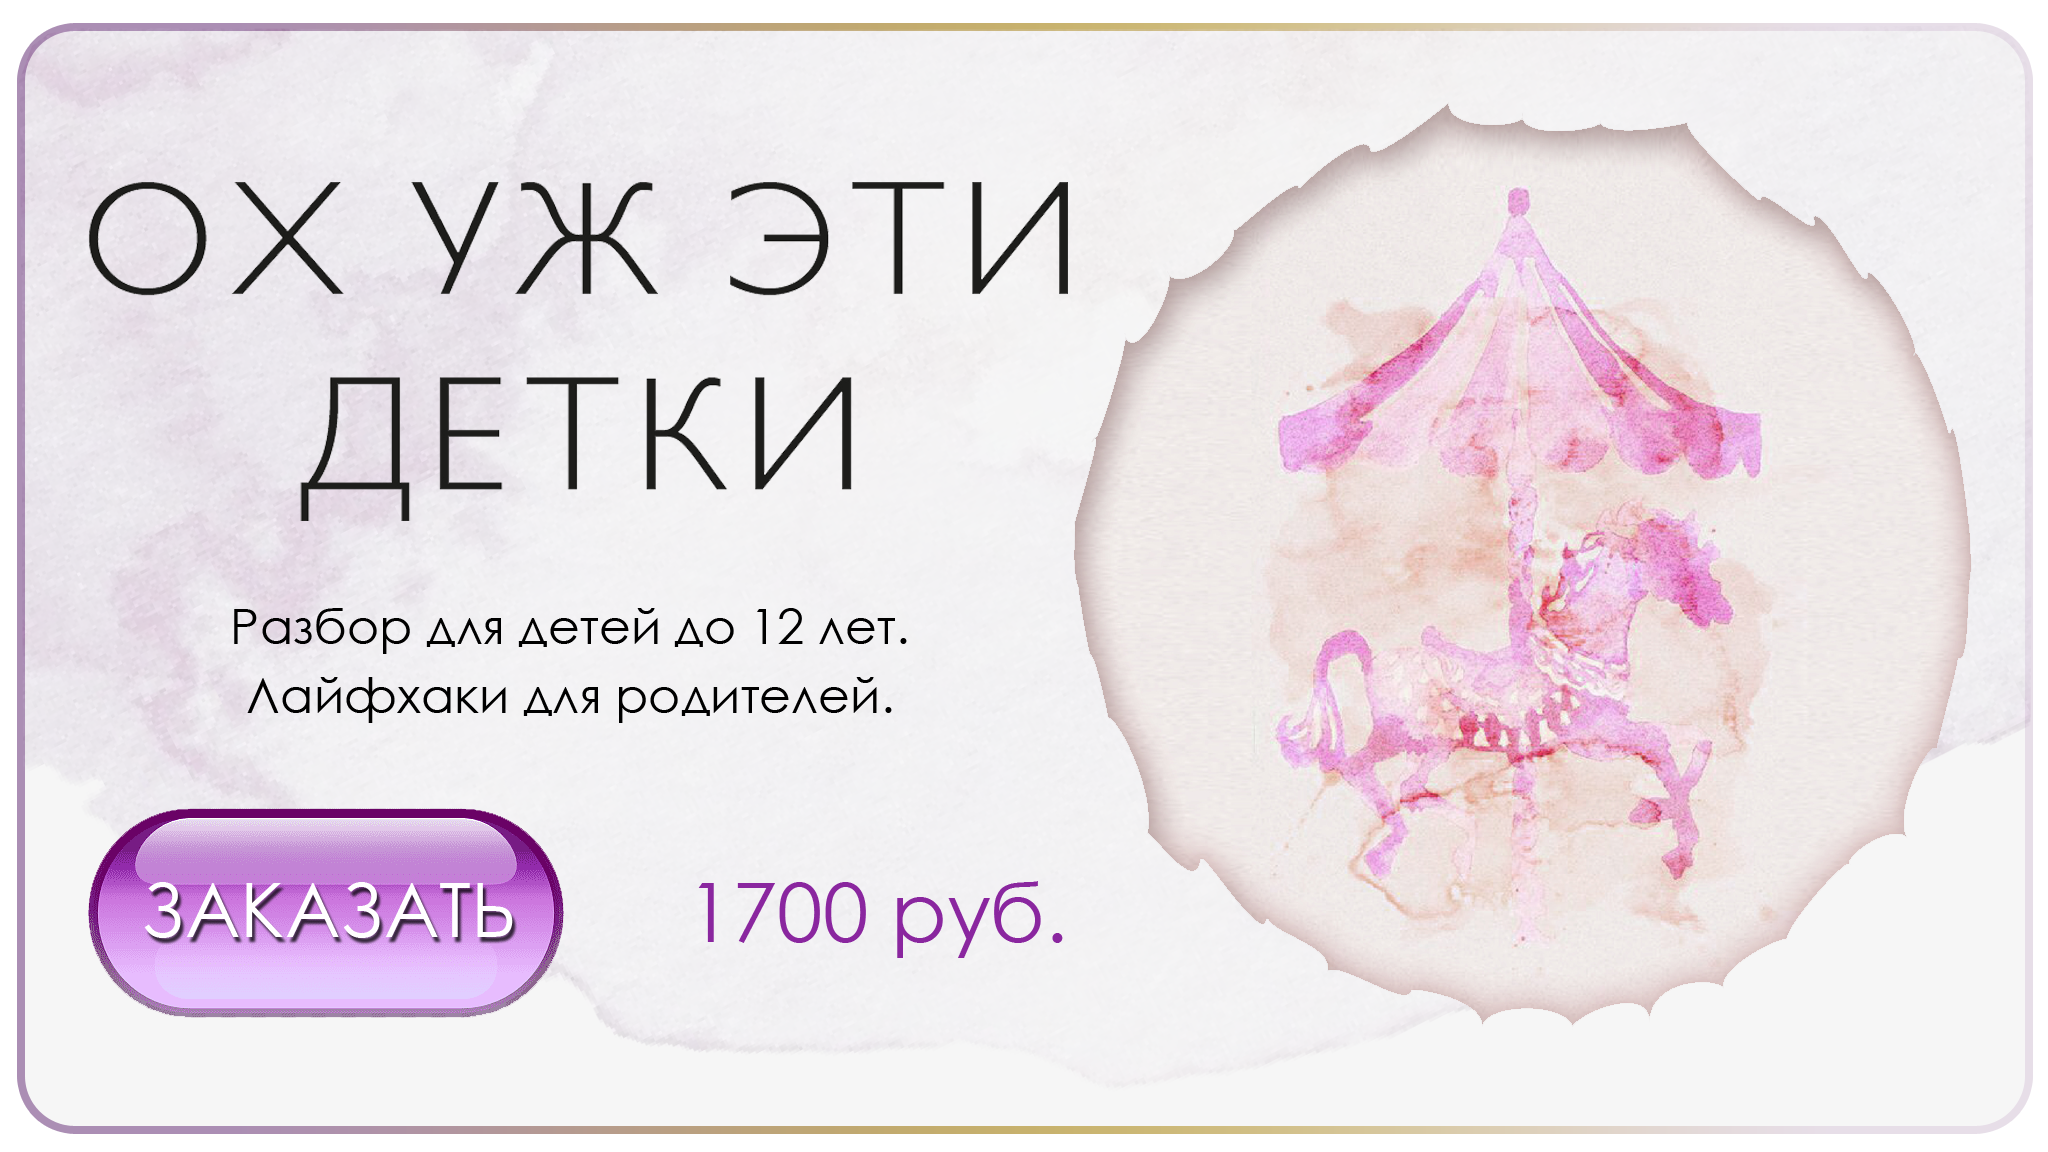 ОХ УЖ ЭТИ
ДЕТКИ
Разбор для детей до 12 лет.
Лайфхаки для родителей.
ЗАКАЗАТЬ
1700 руб.